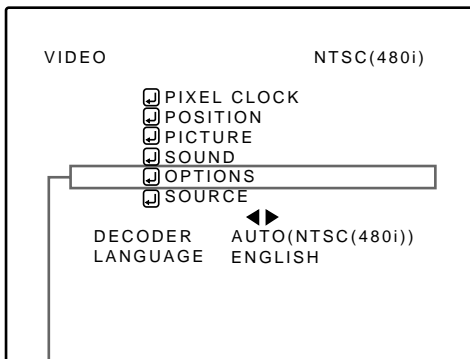 VIDEO NTSC(480i)
PIXEL CLOCK
POSITION
PICTURE
SOUND
OPTIONS
SOURCE
DECODER AUTO(NTSC(480i))
LANGUAGE ENGLISH